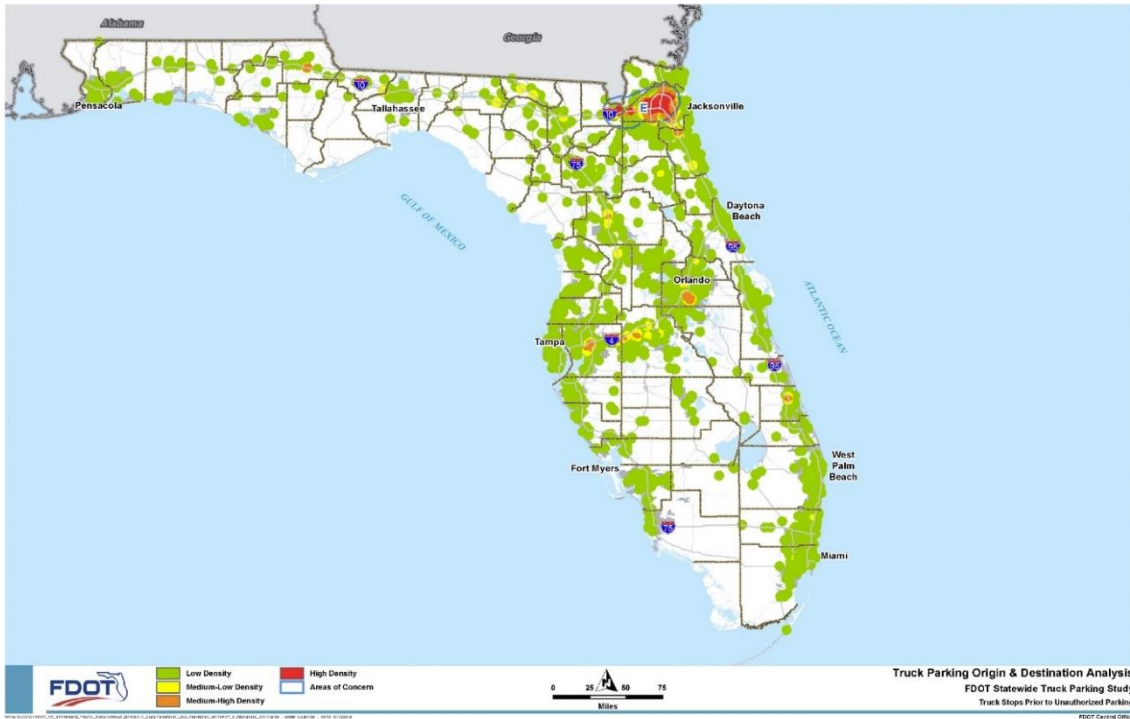 Alabama
Georgia
Pensacola
10
Tallahassee
10
E
Jacksonville
75
GULF OF MEXICO
Daytona
Beach
95
Orlando
ATLANTIC OCEAN
Tampa
4
95
West
Palm
Beach
Fort Myers
75
Miami
FDOT
Low Density
Medium-Low Density
Medium-High Density
High Density
Areas of Concern
0 25 50 75
Miles
Truck Parking Origin & Destination Analysis
FDOT Statewide Truck Parking Study
Truck Stops Prior to Unauthorized Parking
FDOT Central Office